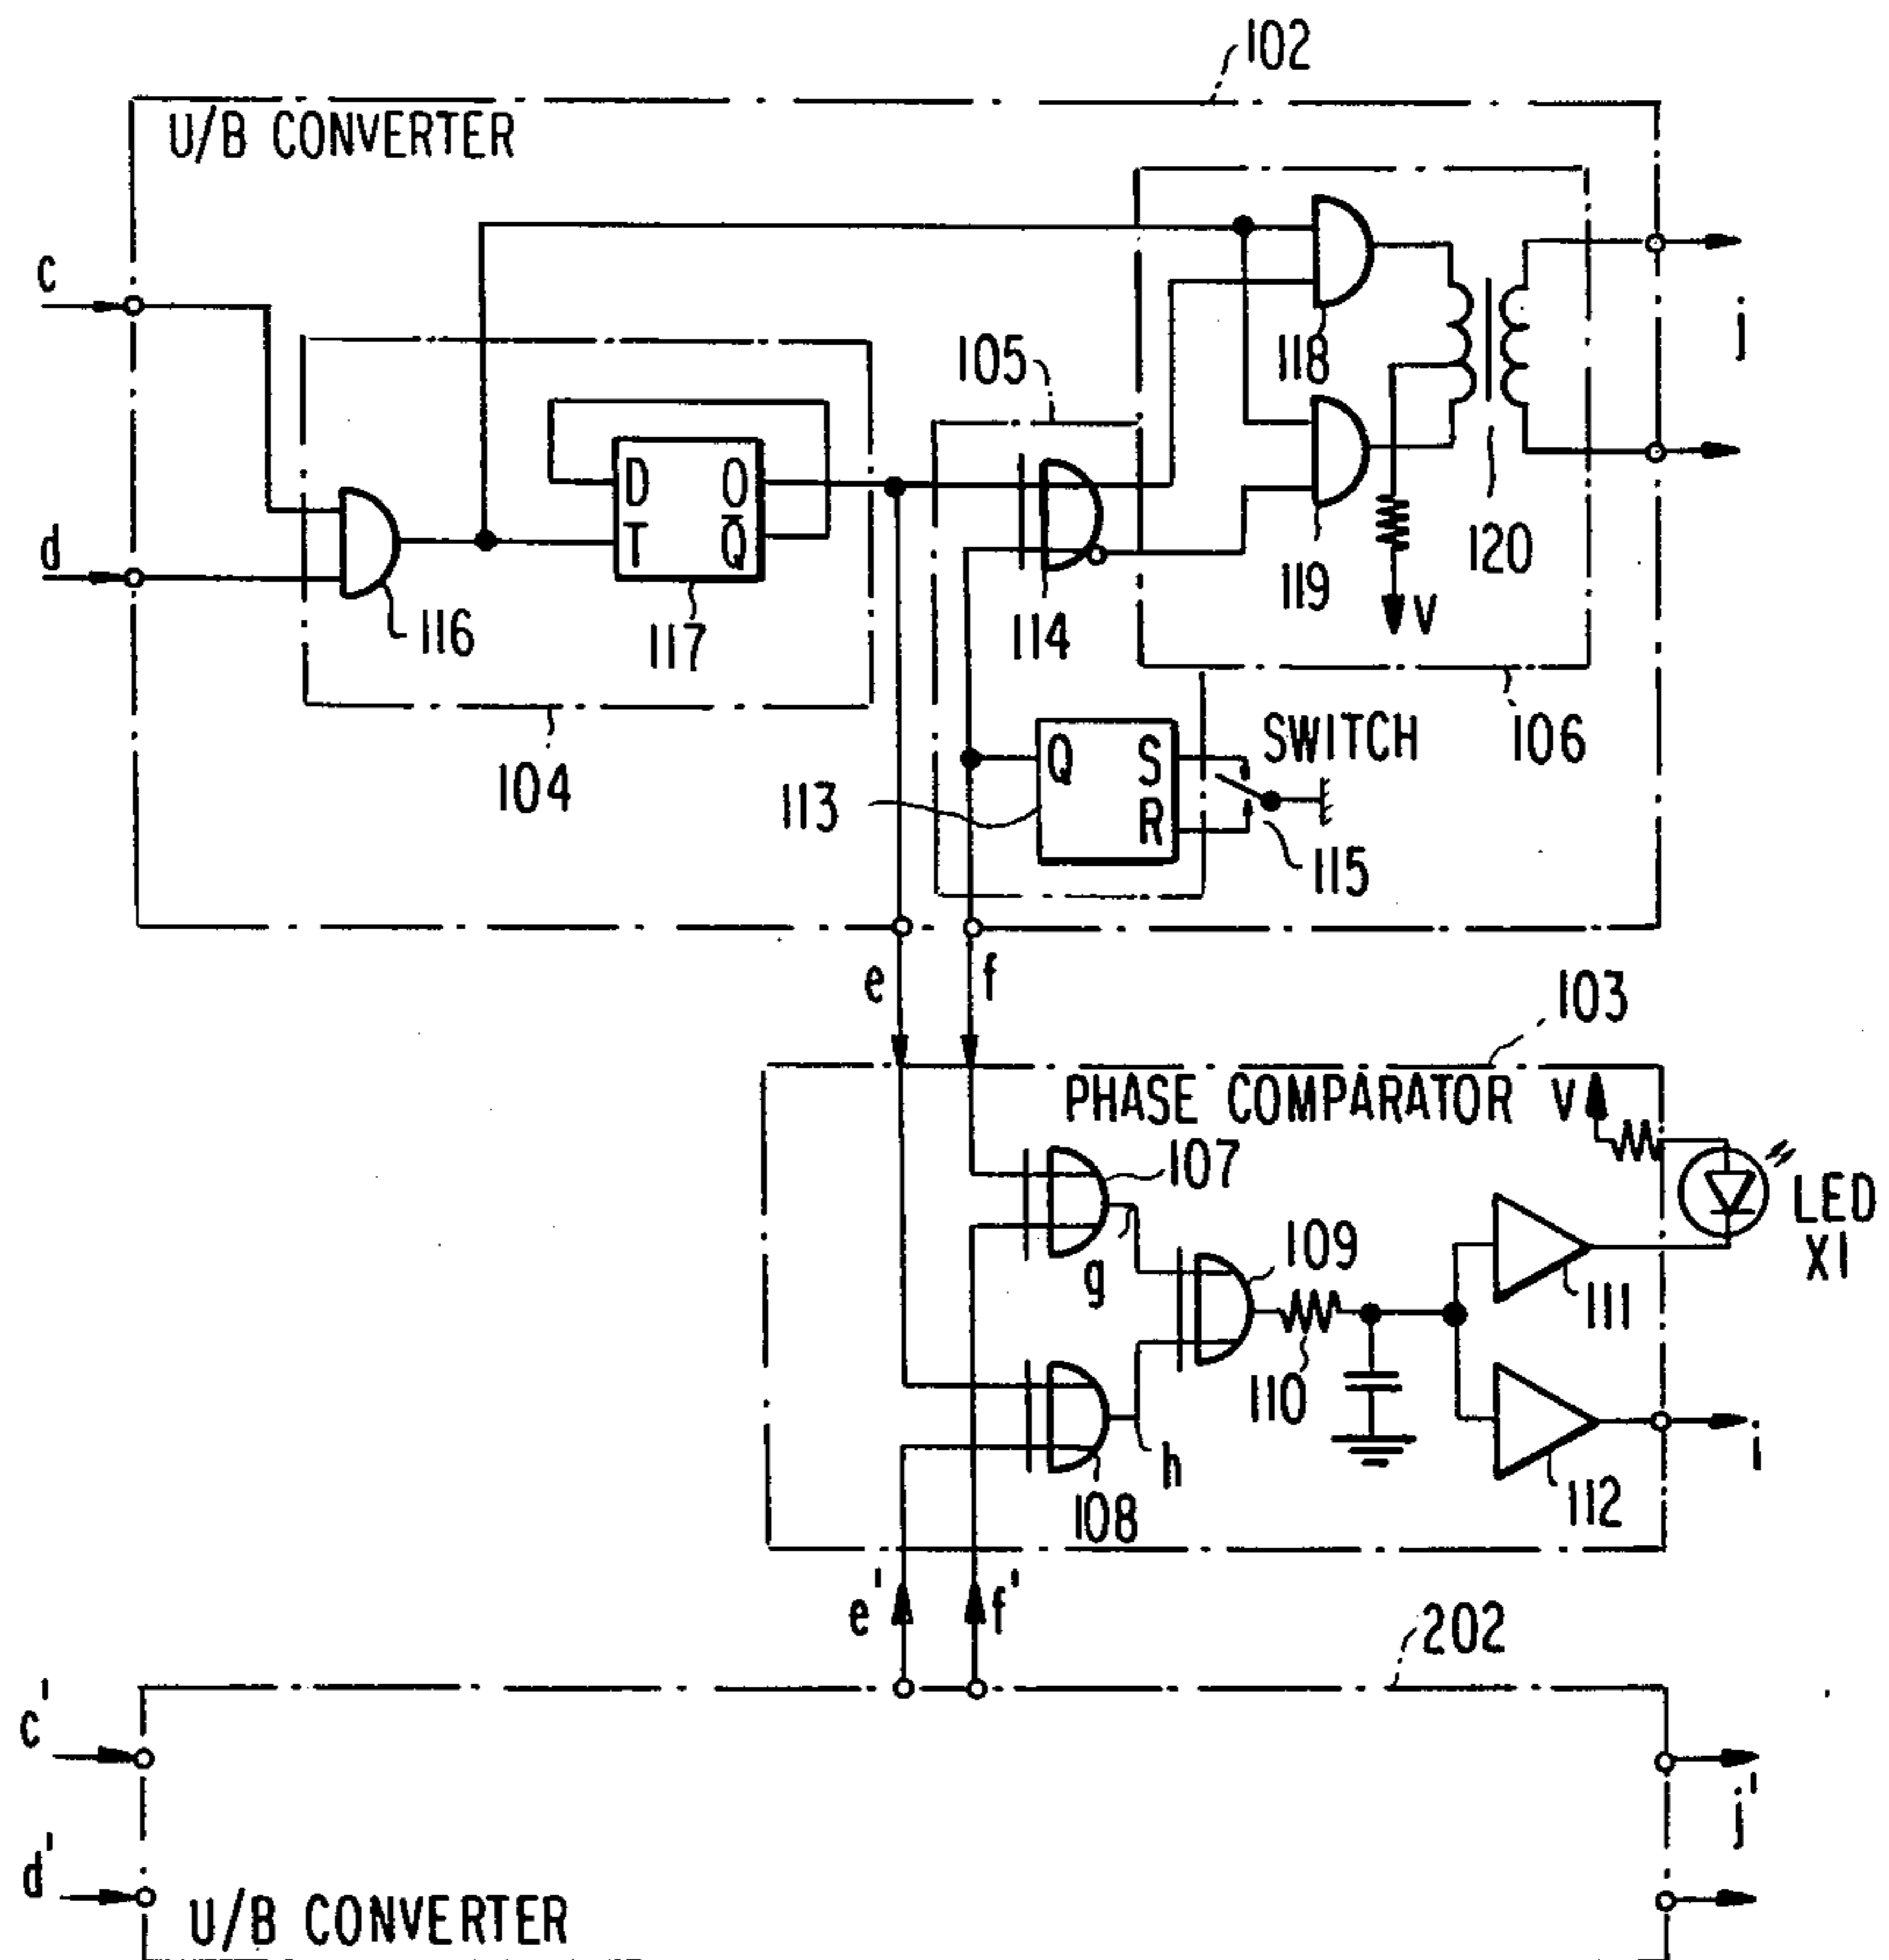 102
U/B CONVERTER
c
118
j
105
D O
d
T Q̅
120
116
119
117
114
V
SWITCH
106
104
113
Q S
R
115
e
f
103
PHASE COMPARATOR
V
107
LED
X1
109
g
111
110
h
108
112
i
e'
f'
202
c'
j'
d'
U/B CONVERTER